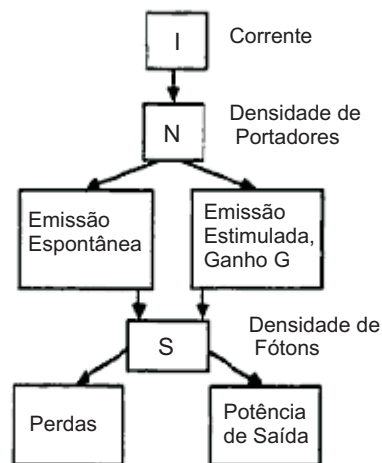 I
Corrente
N
Densidade de
Portadores
Emissão
Espontânea
Emissão
Estimulada,
Ganho G
S
Densidade de
Fótons
Perdas
Potência
de Saída